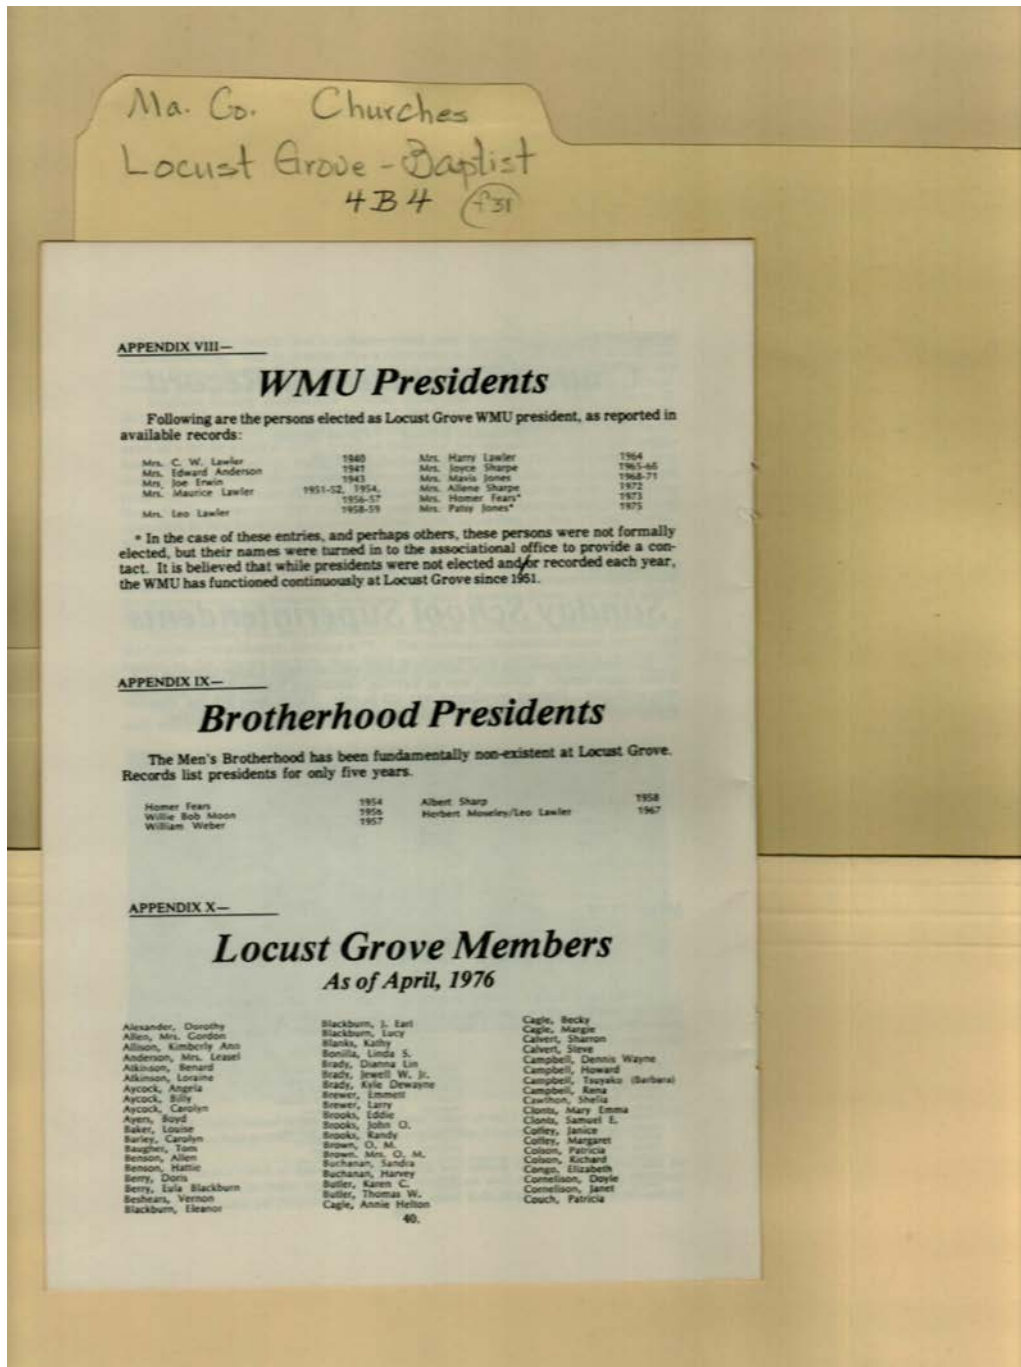 Ma. Co. Churches
Locust Grove - Baptist
4B4 f31
APPENDIX VIII—
WMU Presidents
Following are the persons elected as Locust Grove WMU president, as reported in
available records:
Mrs. C. W. Lawler 1940
Mrs. Edward Anderson 1941
Mrs. Joe Erwin 1943
Mrs. Maurice Lawler 1951-52, 1954,
1956-57
Mrs. Leo Lawler 1958-59
Mrs. Harry Lawler 1964
Mrs. Joyce Sharpe 1965-66
Mrs. Mavis Jones 1968-71
Mrs. Allene Sharpe 1972
Mrs. Homer Fears* 1973
Mrs. Patsy Jones* 1975
* In the case of these entries, and perhaps others, these persons were not formally
elected, but their names were turned in to the associational office to provide a con-
tact. It is believed that while presidents were not elected and/or recorded each year,
the WMU has functioned continuously at Locust Grove since 1951.
APPENDIX IX—
Brotherhood Presidents
The Men's Brotherhood has been fundamentally non-existent at Locust Grove.
Records list presidents for only five years.
Homer Fears 1954
Willie Bob Moon 1956
William Weber 1957
Albert Sharp 1958
Herbert Moseley/Leo Lawler 1967
APPENDIX X—
Locust Grove Members
As of April, 1976
Alexander, Dorothy
Allen, Mrs. Gordon
Allison, Kimberly Ann
Anderson, Mrs. Leasel
Atkinson, Benard
Atkinson, Loraine
Aycock, Angela
Aycock, Billy
Aycock, Carolyn
Ayers, Boyd
Baker, Louise
Barley, Carolyn
Baugher, Tom
Benson, Allen
Benson, Hattie
Berry, Doris
Berry, Eula Blackburn
Beshears, Vernon
Blackburn, Eleanor
Blackburn, J. Earl
Blackburn, Lucy
Blanks, Kathy
Bonilla, Linda S.
Brady, Dianna Lin
Brady, Jewell W. Jr.
Brady, Kyle Dewayne
Brewer, Emmett
Brewer, Larry
Brooks, Eddie
Brooks, John O.
Brooks, Randy
Brown, O. M.
Brown. Mrs. O. M.
Buchanan, Sandra
Buchanan, Harvey
Butler, Karen C.
Butler, Thomas W.
Cagle, Annie Helton
Cagle, Becky
Cagle, Margie
Calvert, Sharron
Calvert, Steve
Campbell, Dennis Wayne
Campbell, Howard
Campbell, Tsuyako (Barbara)
Campbell, Rena
Cawthon, Shelia
Clonts, Mary Emma
Clonts, Samuel E.
Coffey, Janice
Coffey, Margaret
Colson, Patricia
Colson, Richard
Congo, Elizabeth
Cornelison, Doyle
Cornelison, Janet
Couch, Patricia
40.